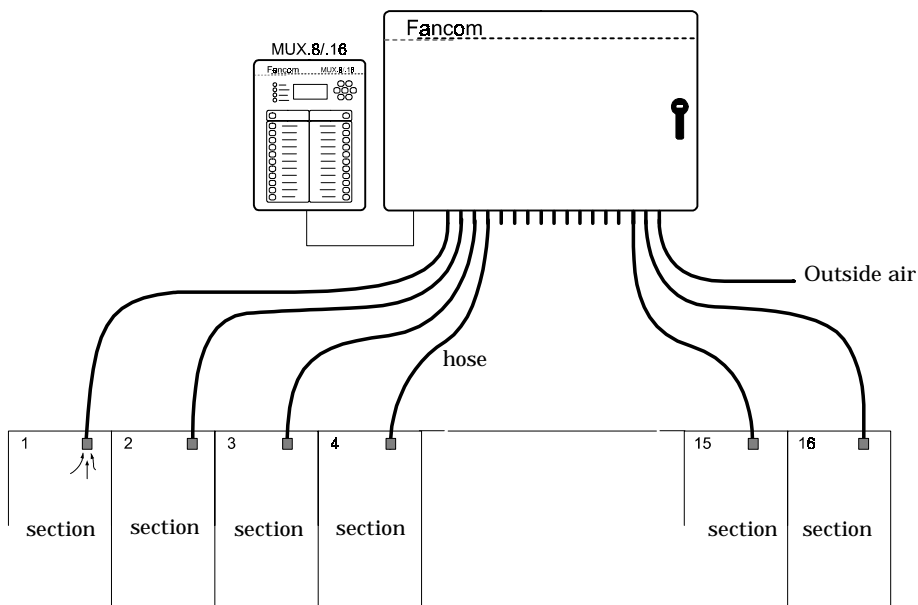 Fancom
MUX.8/.16
Fancom MUX.8/.16
Outside air
hose
1 2 3 4 15 16
section section section section section section